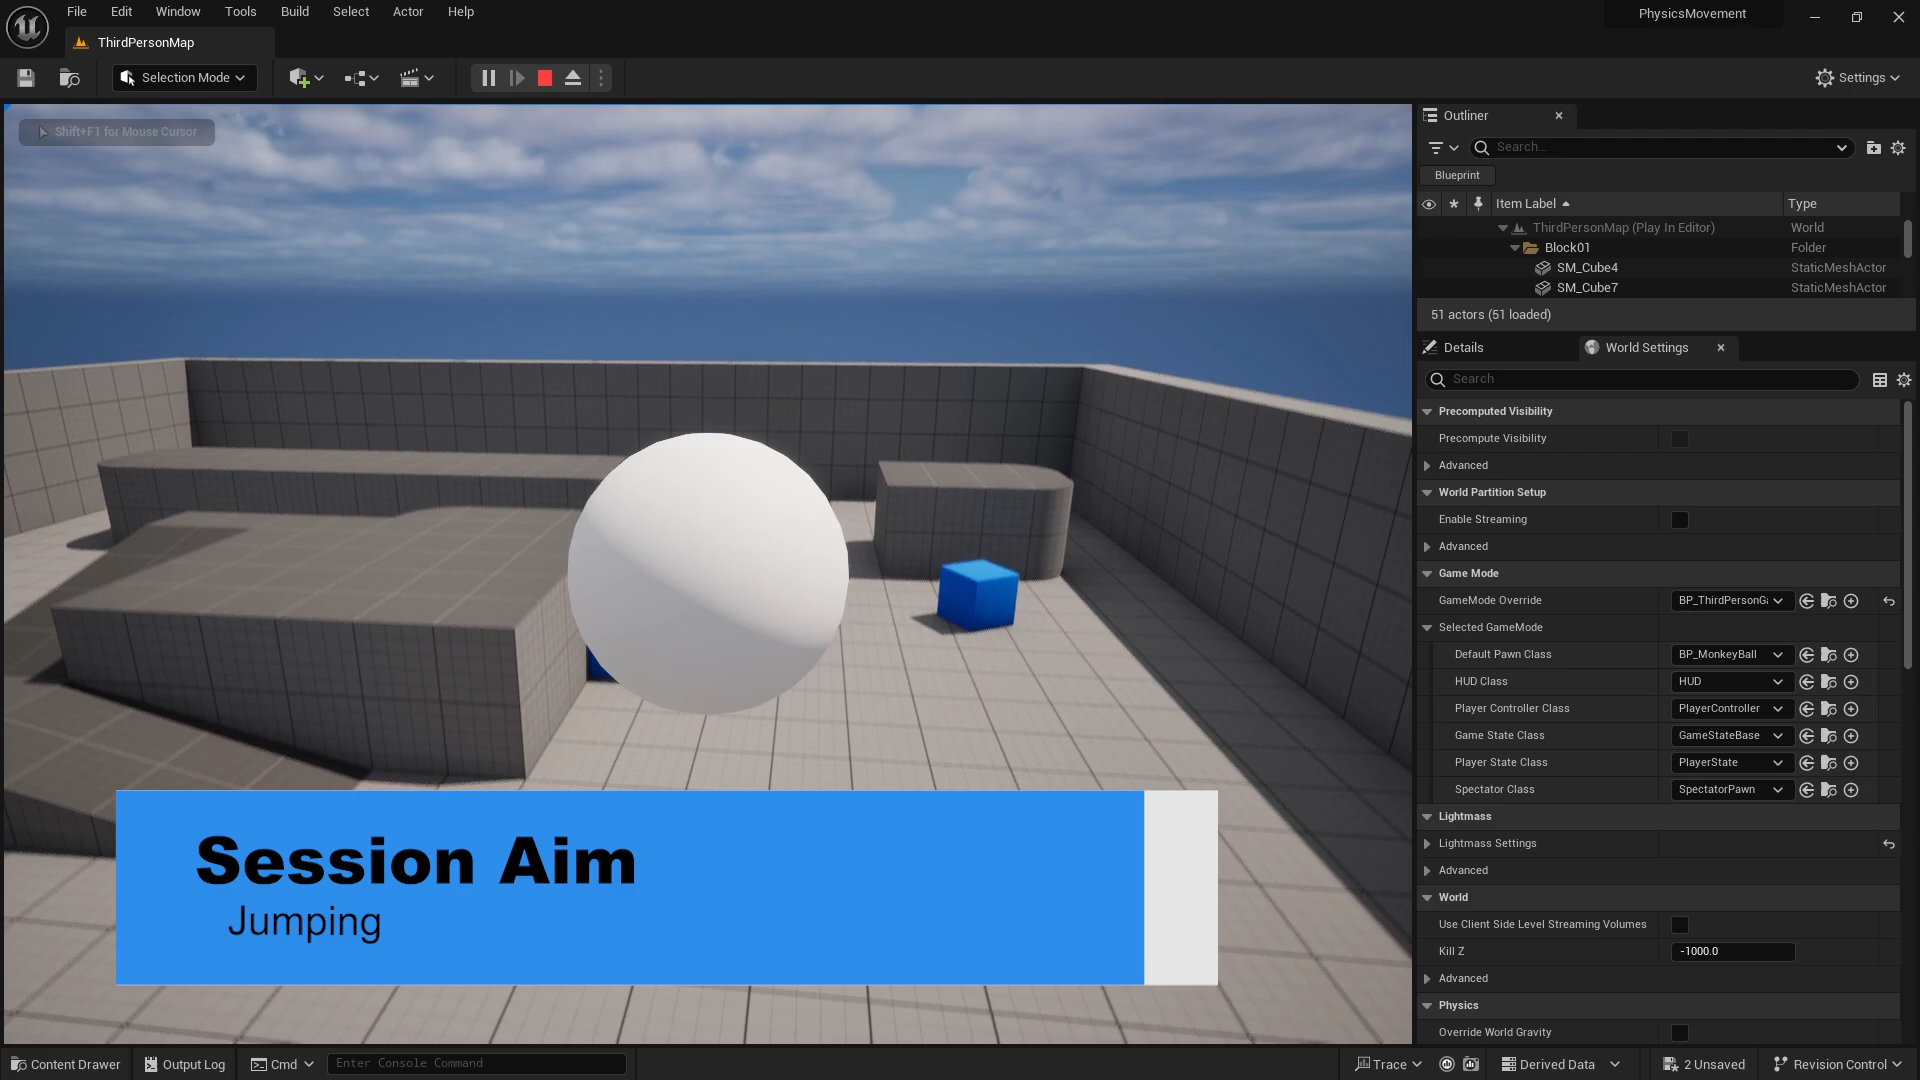 File Edit Window Tools Build Select Actor Help
PhysicsMovement
ThirdPersonMap
Selection Mode
Settings
Shift+F1 for Mouse Cursor
Outliner
Search...
Blueprint
Item Label Type
ThirdPersonMap (Play In Editor) World
Block01 Folder
SM_Cube4 StaticMeshActor
SM_Cube7 StaticMeshActor
51 actors (51 loaded)
Details World Settings
Search
Precomputed Visibility
Precompute Visibility
Advanced
World Partition Setup
Enable Streaming
Advanced
Game Mode
GameMode Override BP_ThirdPersonGa
Selected GameMode
Default Pawn Class BP_MonkeyBall
HUD Class HUD
Player Controller Class PlayerController
Game State Class GameStateBase
Player State Class PlayerState
Spectator Class SpectatorPawn
Lightmass
Lightmass Settings
Advanced
World
Use Client Side Level Streaming Volumes
Kill Z -1000.0
Advanced
Physics
Override World Gravity
Session Aim
Jumping
Content Drawer Output Log Cmd Enter Console Command Trace Derived Data 2 Unsaved Revision Control